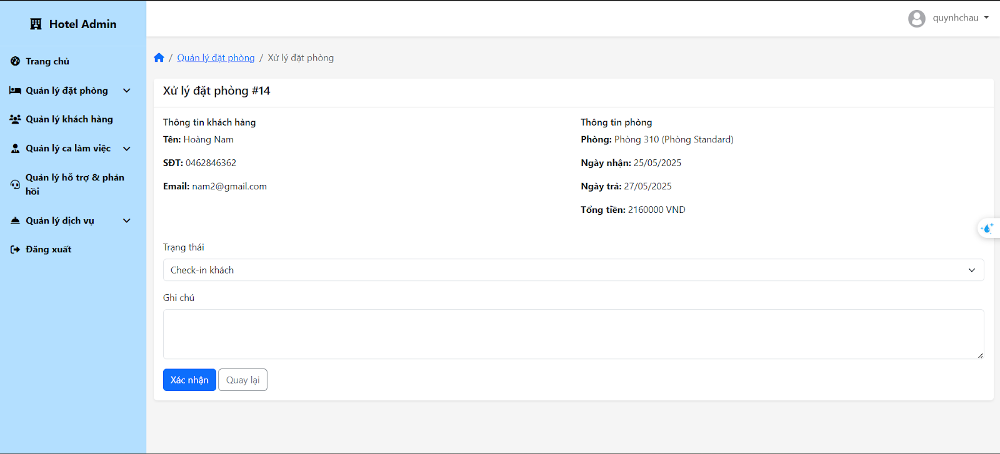 Hotel Admin
quynhchau
Trang chủ
Quản lý đặt phòng
Quản lý khách hàng
Quản lý ca làm việc
Quản lý hỗ trợ & phản
hồi
Quản lý dịch vụ
Đăng xuất
/ Quản lý đặt phòng / Xử lý đặt phòng
Xử lý đặt phòng #14
Thông tin khách hàng
Tên: Hoàng Nam
SĐT: 0462846362
Email: nam2@gmail.com
Thông tin phòng
Phòng: Phòng 310 (Phòng Standard)
Ngày nhận: 25/05/2025
Ngày trả: 27/05/2025
Tổng tiền: 2160000 VND
Trạng thái
Check-in khách
Ghi chú
Xác nhận
Quay lại